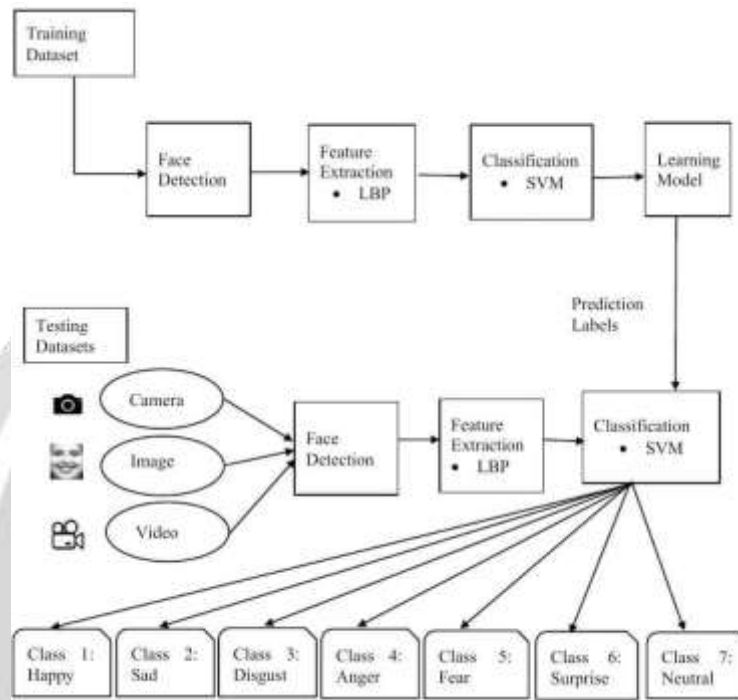 Training
Dataset
Face
Detection
Feature
Extraction
• LBP
Classification
• SVM
Learning
Model
Prediction
Labels
Testing
Datasets
Camera
Image
Video
Face
Detection
Feature
Extraction
• LBP
Classification
• SVM
Class 1:
Happy
Class 2:
Sad
Class 3:
Disgust
Class 4:
Anger
Class 5:
Fear
Class 6:
Surprise
Class 7:
Neutral